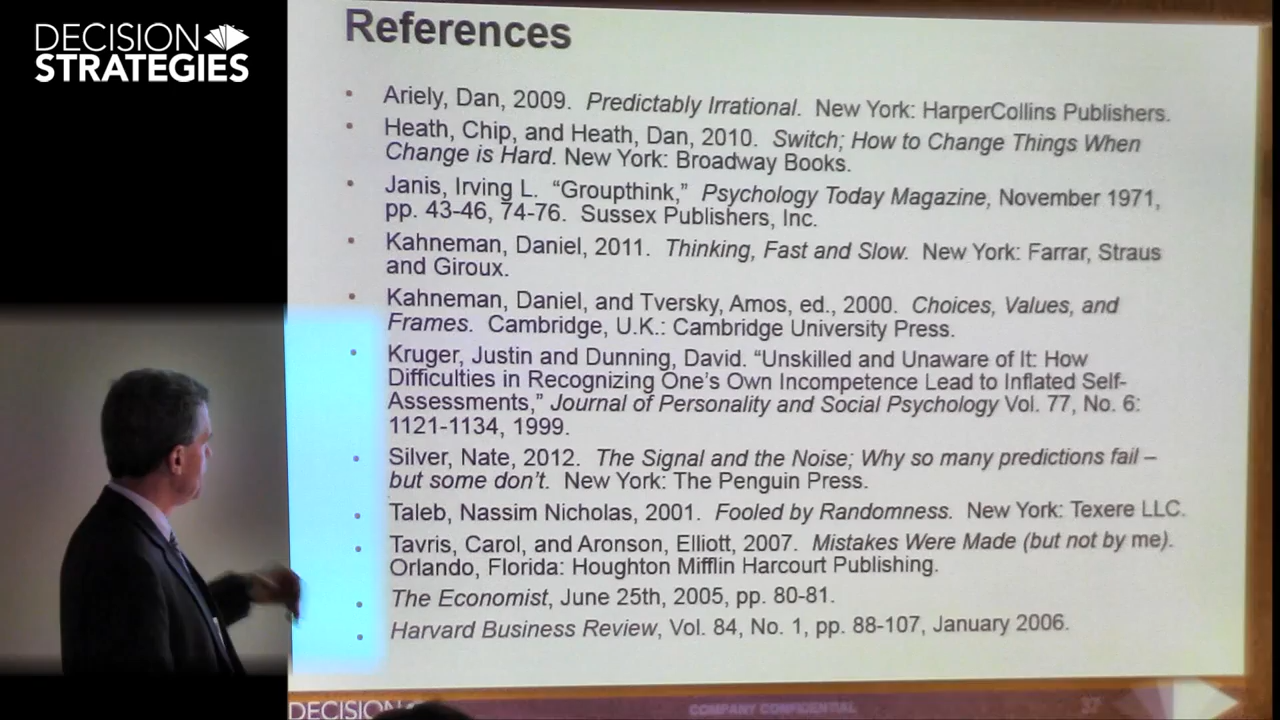 DECISION
STRATEGIES
References
• Ariely, Dan, 2009. Predictably Irrational. New York: HarperCollins Publishers.
• Heath, Chip, and Heath, Dan, 2010. Switch; How to Change Things When
Change is Hard. New York: Broadway Books.
• Janis, Irving L. “Groupthink,” Psychology Today Magazine, November 1971,
pp. 43-46, 74-76. Sussex Publishers, Inc.
• Kahneman, Daniel, 2011. Thinking, Fast and Slow. New York: Farrar, Straus
and Giroux.
• Kahneman, Daniel, and Tversky, Amos, ed., 2000. Choices, Values, and
Frames. Cambridge, U.K.: Cambridge University Press.
• Kruger, Justin and Dunning, David. “Unskilled and Unaware of It: How
Difficulties in Recognizing One’s Own Incompetence Lead to Inflated Self-
Assessments,” Journal of Personality and Social Psychology Vol. 77, No. 6:
1121-1134, 1999.
• Silver, Nate, 2012. The Signal and the Noise; Why so many predictions fail –
but some don’t. New York: The Penguin Press.
• Taleb, Nassim Nicholas, 2001. Fooled by Randomness. New York: Texere LLC.
• Tavris, Carol, and Aronson, Elliott, 2007. Mistakes Were Made (but not by me).
Orlando, Florida: Houghton Mifflin Harcourt Publishing.
• The Economist, June 25th, 2005, pp. 80-81.
• Harvard Business Review, Vol. 84, No. 1, pp. 88-107, January 2006.
DECISION
COMPANY CONFIDENTIAL
37